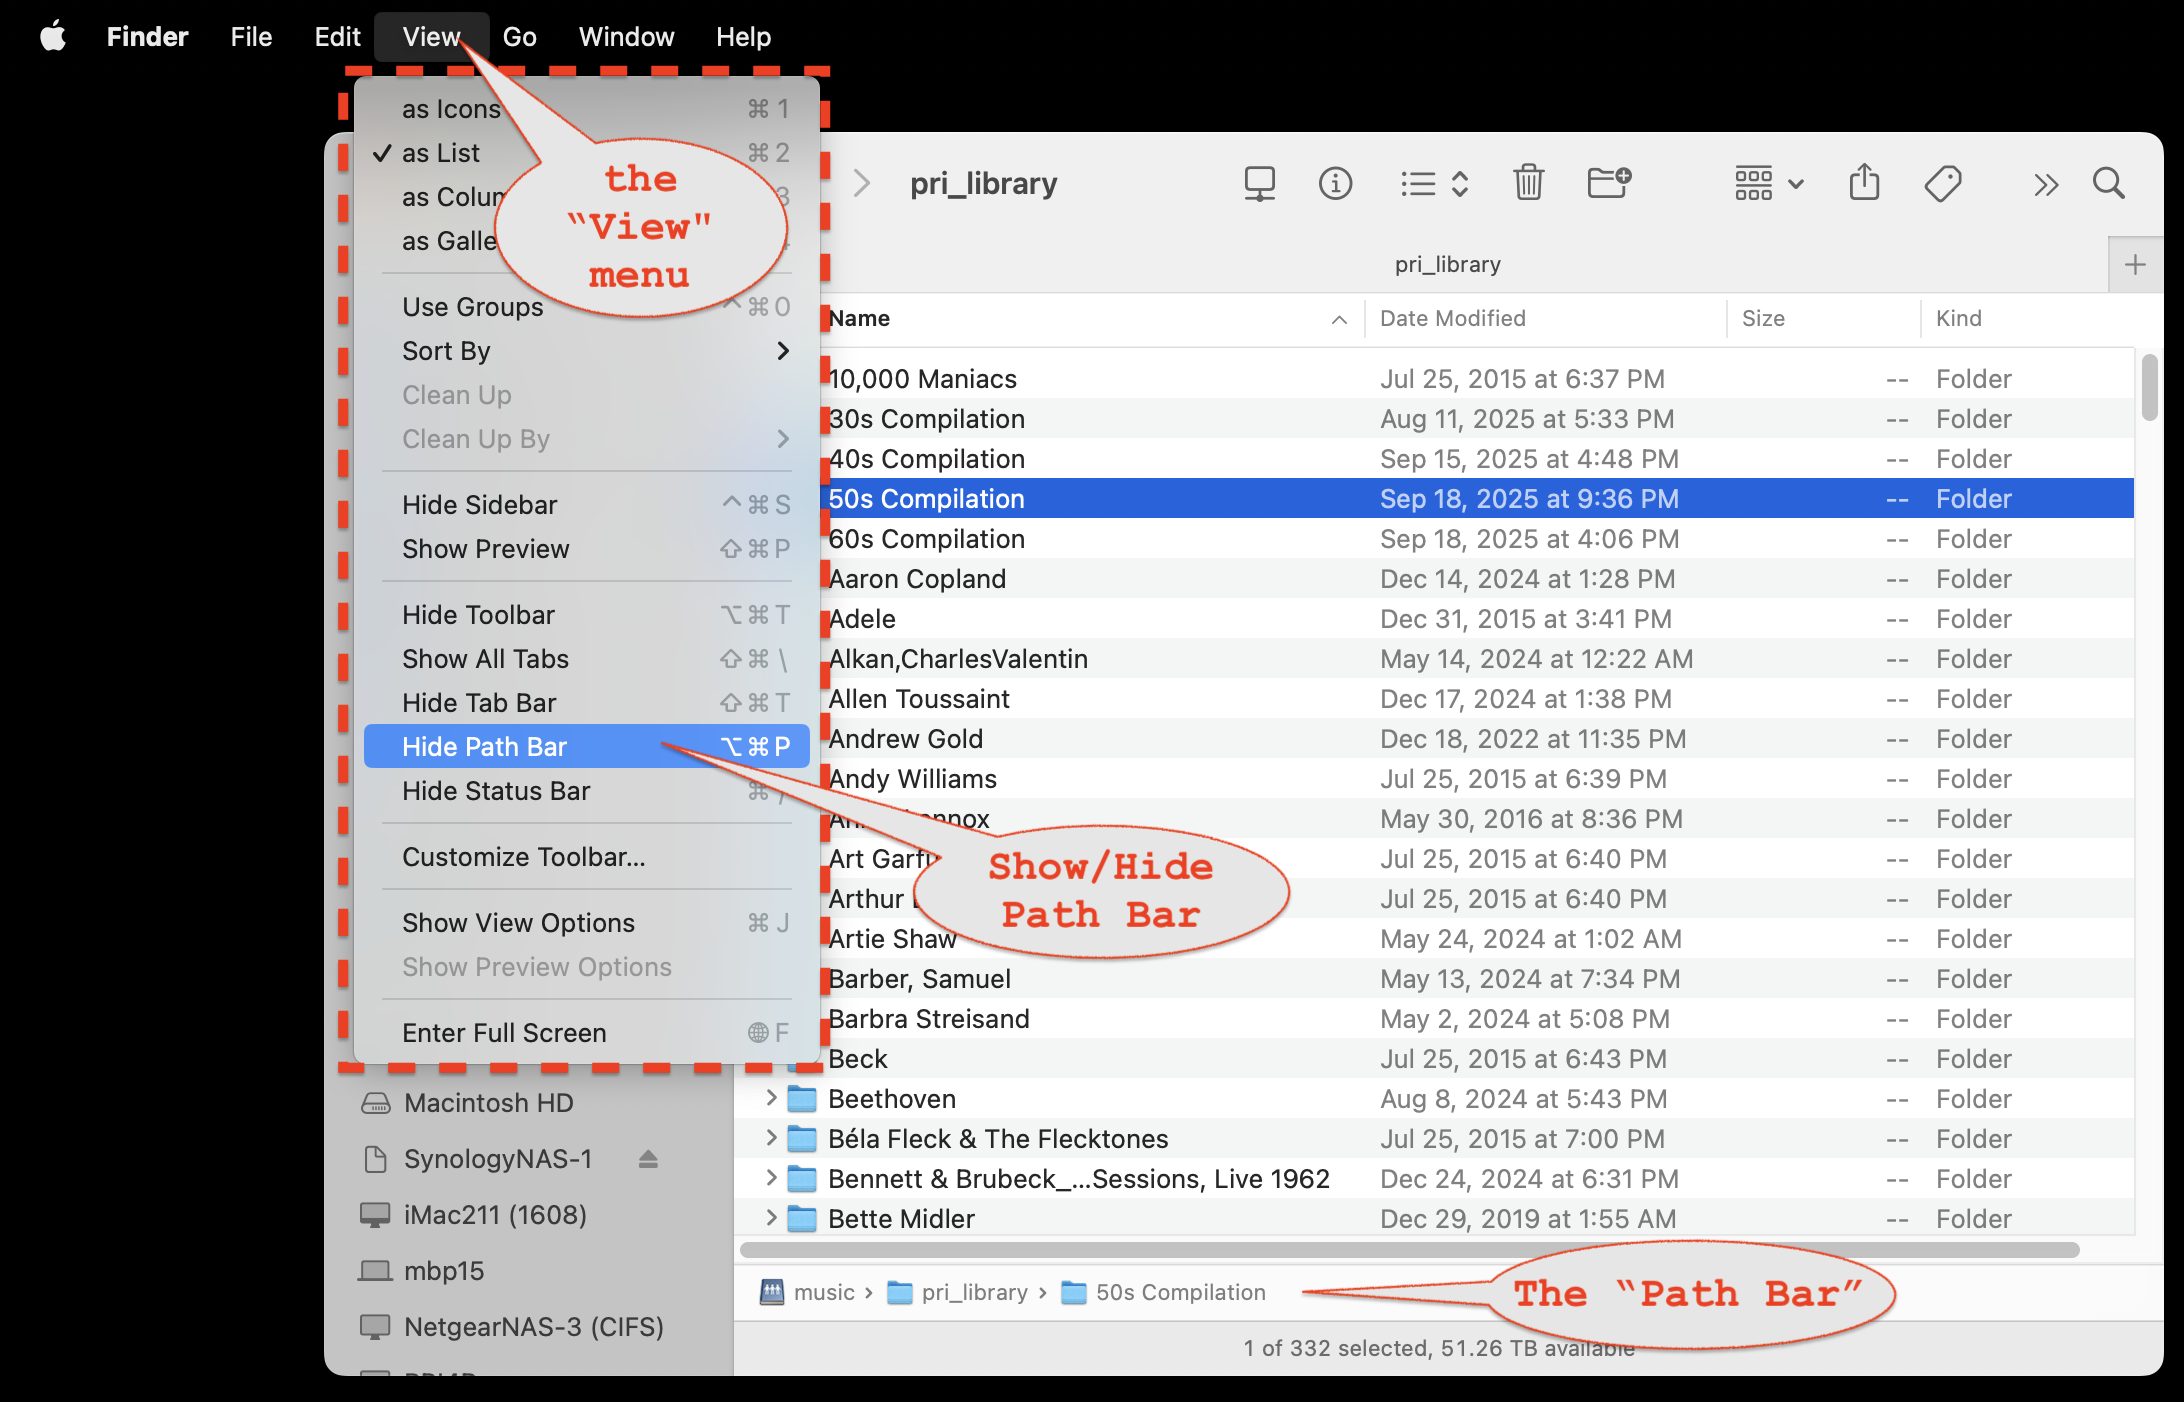 Finder File Edit View Go Window Help
as Icons ⌘ 1
✓ as List ⌘ 2
as Colum 3
as Galle
Use Groups ^ ⌘ 0
Sort By >
Clean Up
Clean Up By >
Hide Sidebar ^ ⌘ S
Show Preview ⇧ ⌘ P
Hide Toolbar ⌥ ⌘ T
Show All Tabs ⇧ ⌘ \
Hide Tab Bar ⇧ ⌘ T
Hide Path Bar ⌥ ⌘ P
Hide Status Bar ⌘ /
Customize Toolbar...
Show View Options ⌘ J
Show Preview Options
Enter Full Screen F
the
“View"
menu
Show/Hide
Path Bar
pri_library
pri_library
Name Date Modified Size Kind
10,000 Maniacs Jul 25, 2015 at 6:37 PM -- Folder
30s Compilation Aug 11, 2025 at 5:33 PM -- Folder
40s Compilation Sep 15, 2025 at 4:48 PM -- Folder
50s Compilation Sep 18, 2025 at 9:36 PM -- Folder
60s Compilation Sep 18, 2025 at 4:06 PM -- Folder
Aaron Copland Dec 14, 2024 at 1:28 PM -- Folder
Adele Dec 31, 2015 at 3:41 PM -- Folder
Alkan,CharlesValentin May 14, 2024 at 12:22 AM -- Folder
Allen Toussaint Dec 17, 2024 at 1:38 PM -- Folder
Andrew Gold Dec 18, 2022 at 11:35 PM -- Folder
Andy Williams Jul 25, 2015 at 6:39 PM -- Folder
May 30, 2016 at 8:36 PM -- Folder
Art Garfu Jul 25, 2015 at 6:40 PM -- Folder
Arthur Jul 25, 2015 at 6:40 PM -- Folder
Artie Shaw May 24, 2024 at 1:02 AM -- Folder
Barber, Samuel May 13, 2024 at 7:34 PM -- Folder
Barbra Streisand May 2, 2024 at 5:08 PM -- Folder
Beck Jul 25, 2015 at 6:43 PM -- Folder
Beethoven Aug 8, 2024 at 5:43 PM -- Folder
Béla Fleck & The Flecktones Jul 25, 2015 at 7:00 PM -- Folder
Bennett & Brubeck_...Sessions, Live 1962 Dec 24, 2024 at 6:31 PM -- Folder
Bette Midler Dec 29, 2019 at 1:55 AM -- Folder
Macintosh HD
SynologyNAS-1
iMac211 (1608)
mbp15
NetgearNAS-3 (CIFS)
music › pri_library › 50s Compilation
The “Path Bar”
1 of 332 selected, 51.26 TB available